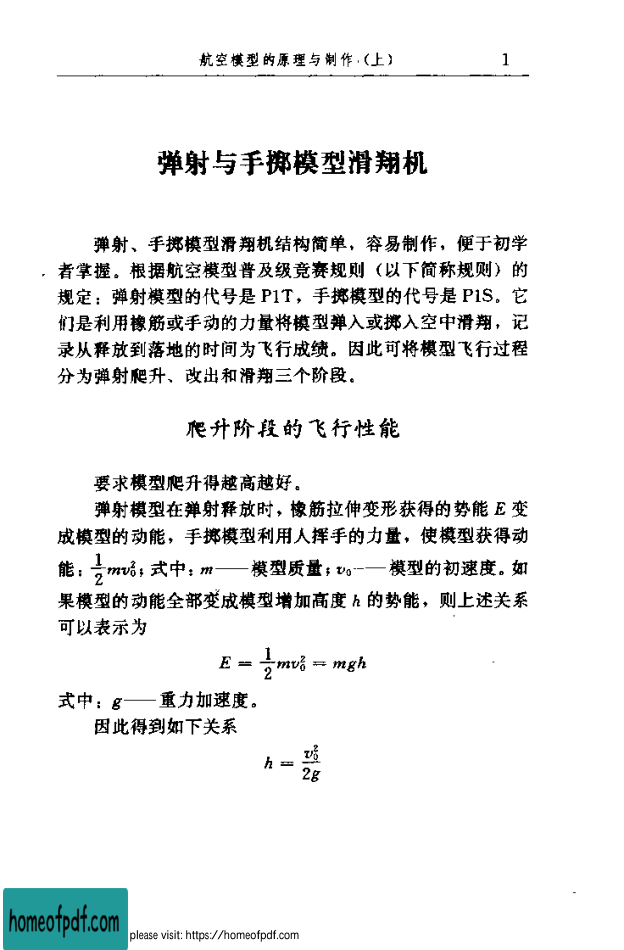 航空模型的原理与制作(上) 1
弹射与手掷模型滑翔机
弹射、手掷模型滑翔机结构简单，容易制作，便于初学
者掌握。根据航空模型普及级竞赛规则（以下简称规则）的
规定：弹射模型的代号是P1T，手掷模型的代号是P1S。它
们是利用橡筋或手动的力量将模型弹入或掷入空中滑翔，记
录从释放到落地的时间为飞行成绩。因此可将模型飞行过程
分为弹射爬升、改出和滑翔三个阶段。
爬升阶段的飞行性能
要求模型爬升得越高越好。
弹射模型在弹射释放时，橡筋拉伸变形获得的势能 E 变
成模型的动能，手掷模型利用人挥手的力量，使模型获得动
能：½mv₀²；式中：m——模型质量；v₀——模型的初速度。如
果模型的动能全部变成模型增加高度 h 的势能，则上述关系
可以表示为
E = ½mv₀² = mgh
式中：g——重力加速度。
因此得到如下关系
h = v₀²/2g
homeofpdf.com please visit: https://homeofpdf.com